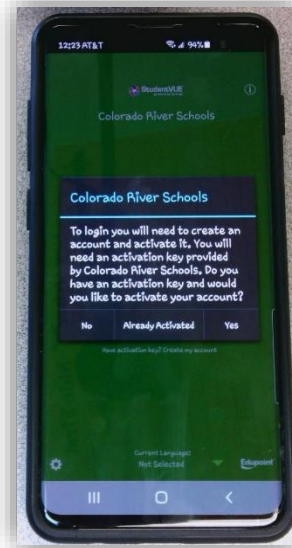 12:23 AT&T 94%
StudentVUE
Colorado River Schools
Colorado River Schools
To login you will need to create an
account and activate it. You will
need an activation key provided
by Colorado River Schools. Do you
have an activation key and would
you like to activate your account?
No Already Activated Yes
Have activation key? Create my account
Current Language:
Not Selected
Edupoint